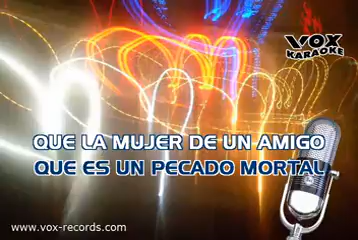 VOX
KARAOKE
QUE LA MUJER DE UN AMIGO
QUE ES UN PECADO MORTAL
www.vox-records.com